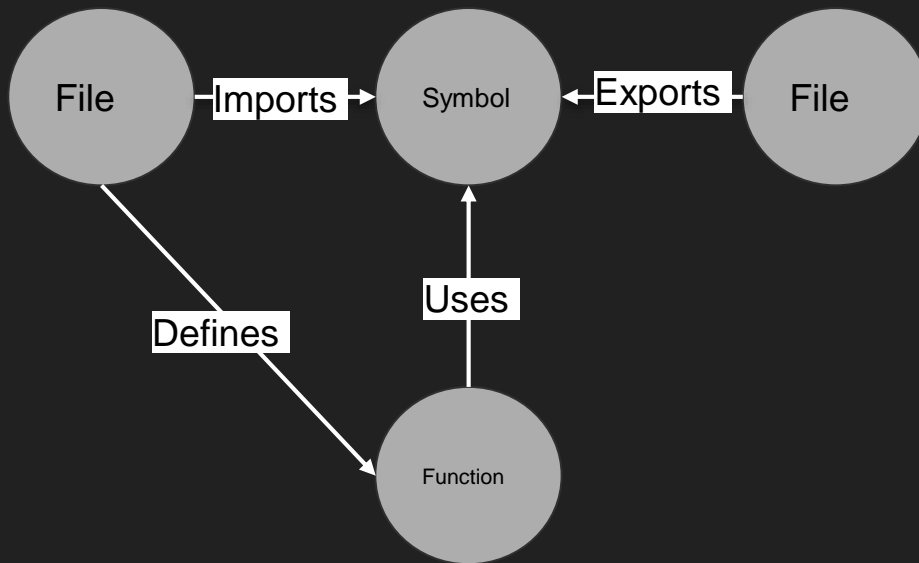 File
Imports
Symbol
Exports
File
Uses
Defines
Function